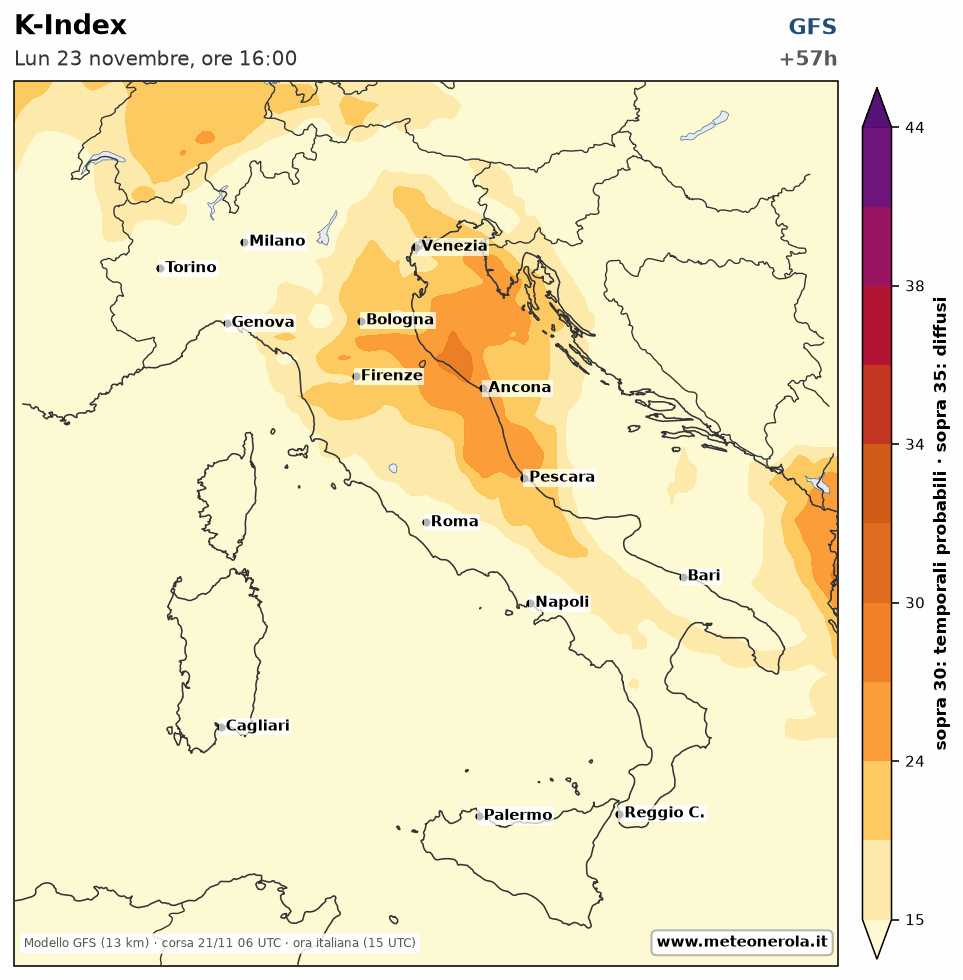 K-Index
GFS
Lun 23 novembre, ore 16:00
+57h
Milano
Venezia
Torino
Genova
Bologna
Firenze
Ancona
Pescara
Roma
Bari
Napoli
Cagliari
Palermo
Reggio C.
44
38
34
30
24
15
sopra 30: temporali probabili · sopra 35: diffusi
Modello GFS (13 km) · corsa 21/11 06 UTC · ora italiana (15 UTC)
www.meteonerola.it